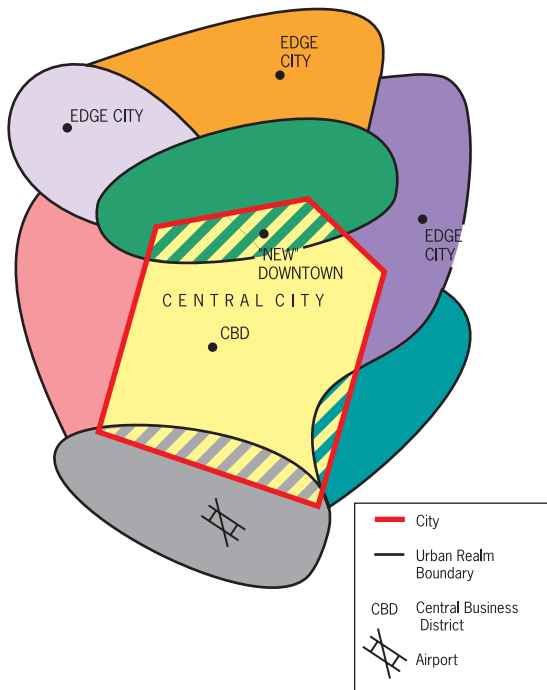 EDGE
CITY
EDGE CITY
EDGE
CITY
"NEW"
DOWNTOWN
CENTRAL CITY
CBD
City
Urban Realm
Boundary
CBD Central Business
District
Airport